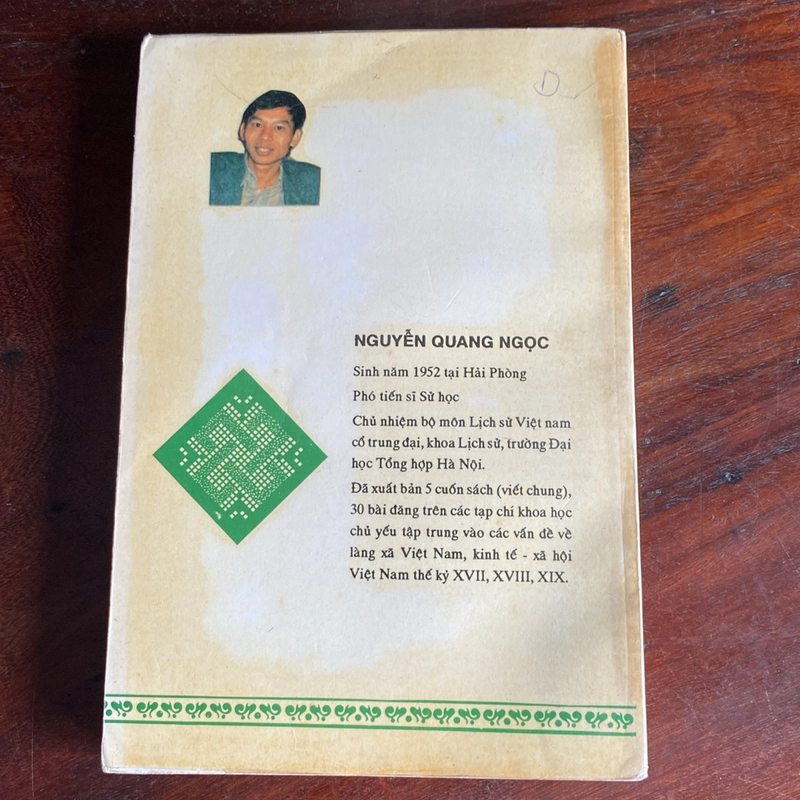 D
NGUYỄN QUANG NGỌC
Sinh năm 1952 tại Hải Phòng
Phó tiến sĩ Sử học
Chủ nhiệm bộ môn Lịch sử Việt nam
cổ trung đại, khoa Lịch sử, trường Đại
học Tổng hợp Hà Nội.
Đã xuất bản 5 cuốn sách (viết chung),
30 bài đăng trên các tạp chí khoa học
chủ yếu tập trung vào các vấn đề về
làng xã Việt Nam, kinh tế - xã hội
Việt Nam thế kỷ XVII, XVIII, XIX.